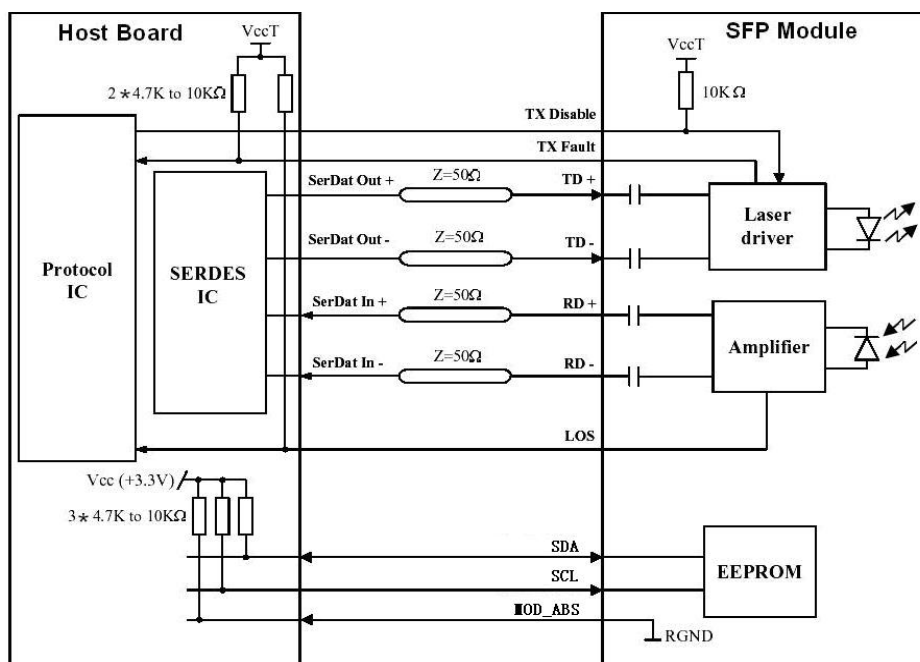 Host Board
SFP Module
VccT
VccT
2*4.7K to 10KΩ
10KΩ
TX Disable
TX Fault
SerDat Out +
Z=50Ω
TD +
Laser driver
SerDat Out -
Z=50Ω
TD -
Protocol IC
SERDES IC
SerDat In +
Z=50Ω
RD +
Amplifier
SerDat In -
Z=50Ω
RD -
LOS
Vcc (+3.3V)
3*4.7K to 10KΩ
SDA
EEPROM
SCL
MOD_ABS
RGND